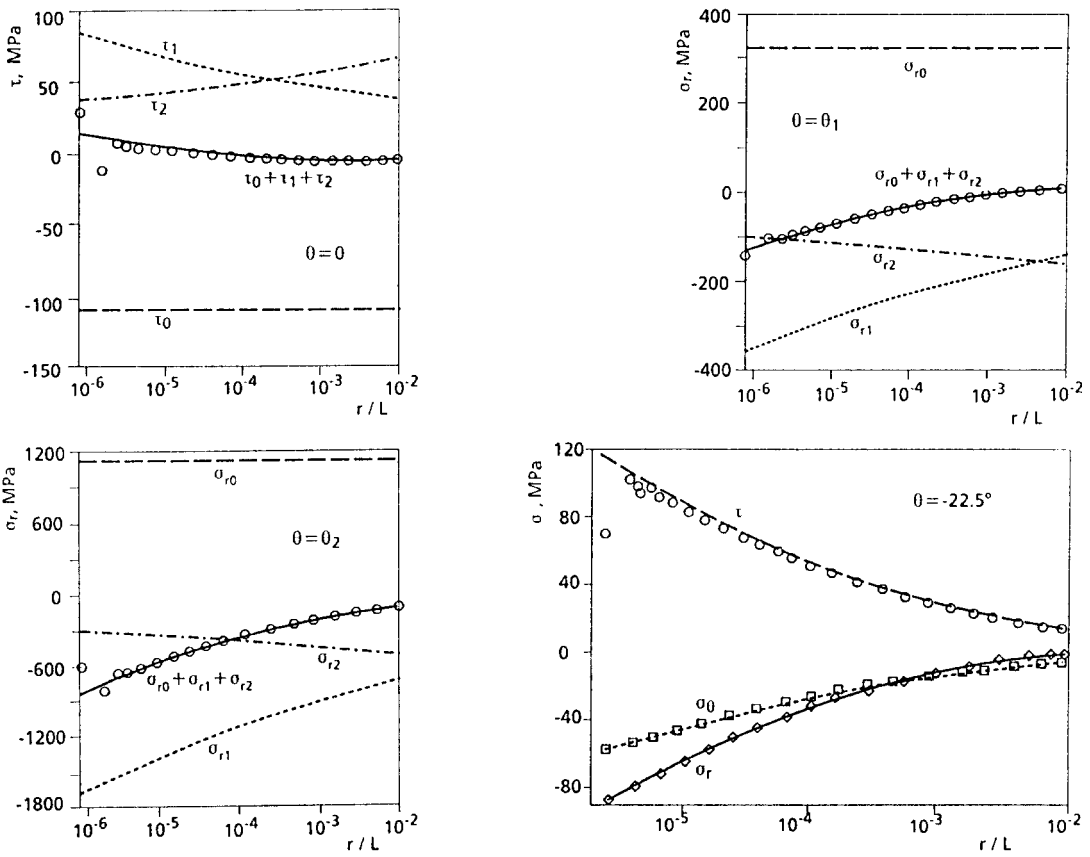 τ, MPa
100
50
0
-50
-100
-150
τ₁
τ₂
τ₀+τ₁+τ₂
θ=0
τ₀
10⁻⁶ 10⁻⁵ 10⁻⁴ 10⁻³ 10⁻²
r / L
σr, MPa
400
200
0
-200
-400
σr0
θ=θ₁
σr0+σr1+σr2
σr2
σr1
10⁻⁶ 10⁻⁵ 10⁻⁴ 10⁻³ 10⁻²
r / L
σr, MPa
1200
600
0
-600
-1200
-1800
σr0
θ=θ₂
σr2
σr0+σr1+σr2
σr1
10⁻⁶ 10⁻⁵ 10⁻⁴ 10⁻³ 10⁻²
r / L
σ, MPa
120
80
40
0
-40
-80
τ
θ=-22.5°
σθ
σr
10⁻⁵ 10⁻⁴ 10⁻³ 10⁻²
r / L